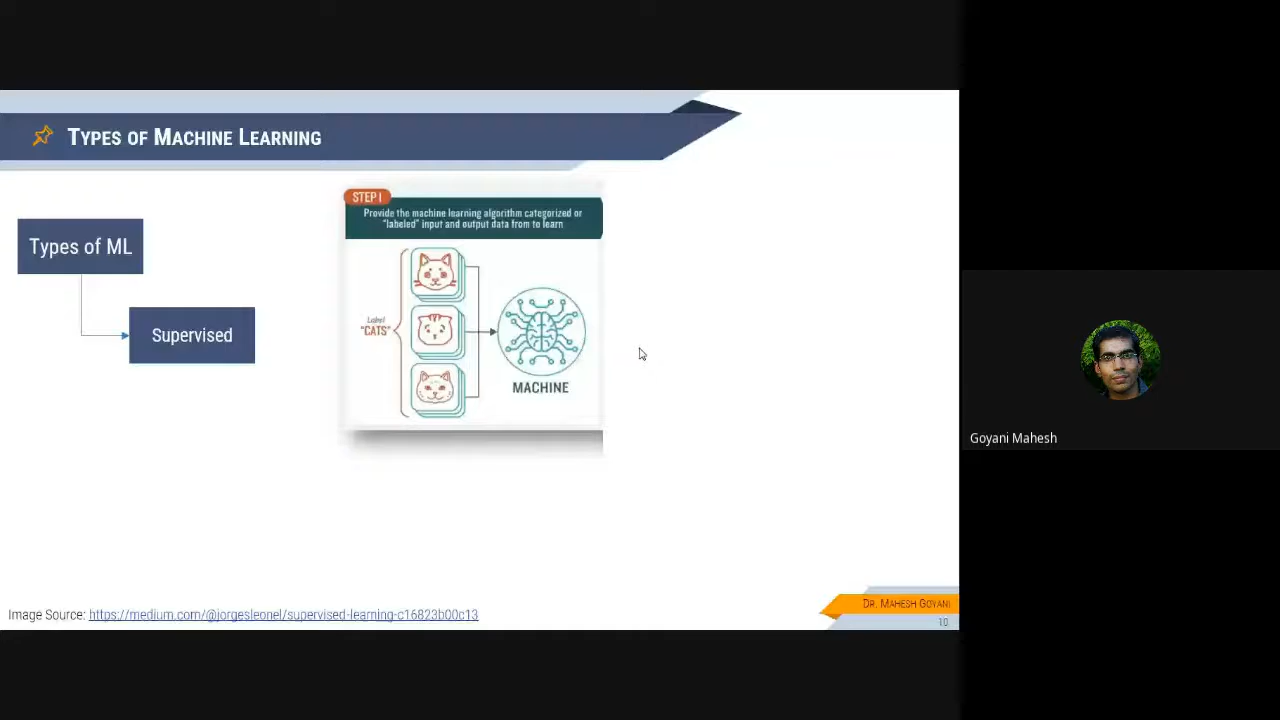 TYPES OF MACHINE LEARNING
Types of ML
Supervised
STEP 1
Provide the machine learning algorithm categorized or
"labeled" input and output data from to learn
Label
"CATS"
MACHINE
Goyani Mahesh
Image Source: https://medium.com/@jorgesleonel/supervised-learning-c16823b00c13
DR. MAHESH GOYANI
10